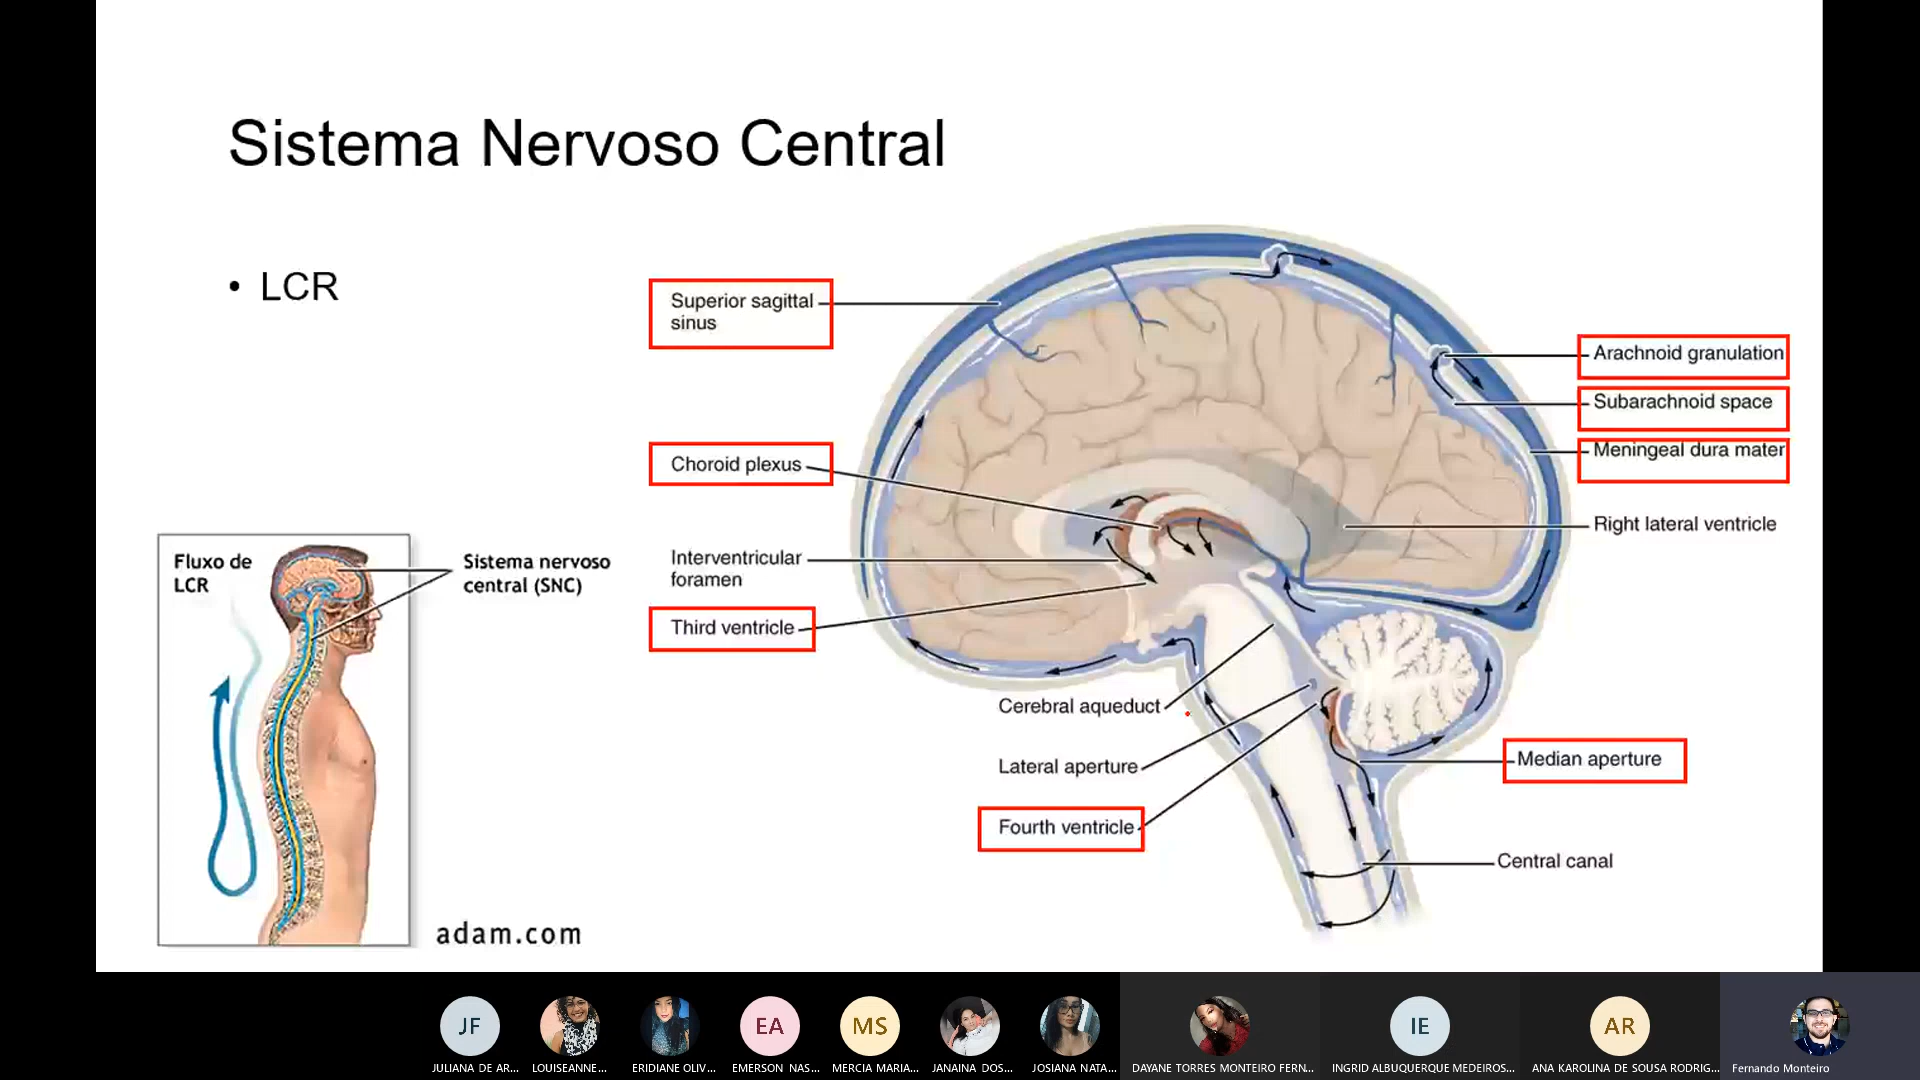 Sistema Nervoso Central
• LCR
Superior sagittal
sinus
Choroid plexus
Interventricular
foramen
Third ventricle
Cerebral aqueduct
Lateral aperture
Fourth ventricle
Arachnoid granulation
Subarachnoid space
Meningeal dura mater
Right lateral ventricle
Median aperture
Central canal
Fluxo de
LCR
Sistema nervoso
central (SNC)
adam.com
JF
EA
MS
IE
AR
JULIANA DE AR...
LOUISEANNE...
ERIDIANE OLIV...
EMERSON NAS...
MERCIA MARIA...
JANAINA DOS...
JOSIANA NATA...
DAYANE TORRES MONTEIRO FERN...
INGRID ALBUQUERQUE MEDEIROS...
ANA KAROLINA DE SOUSA RODRIG...
Fernando Monteiro